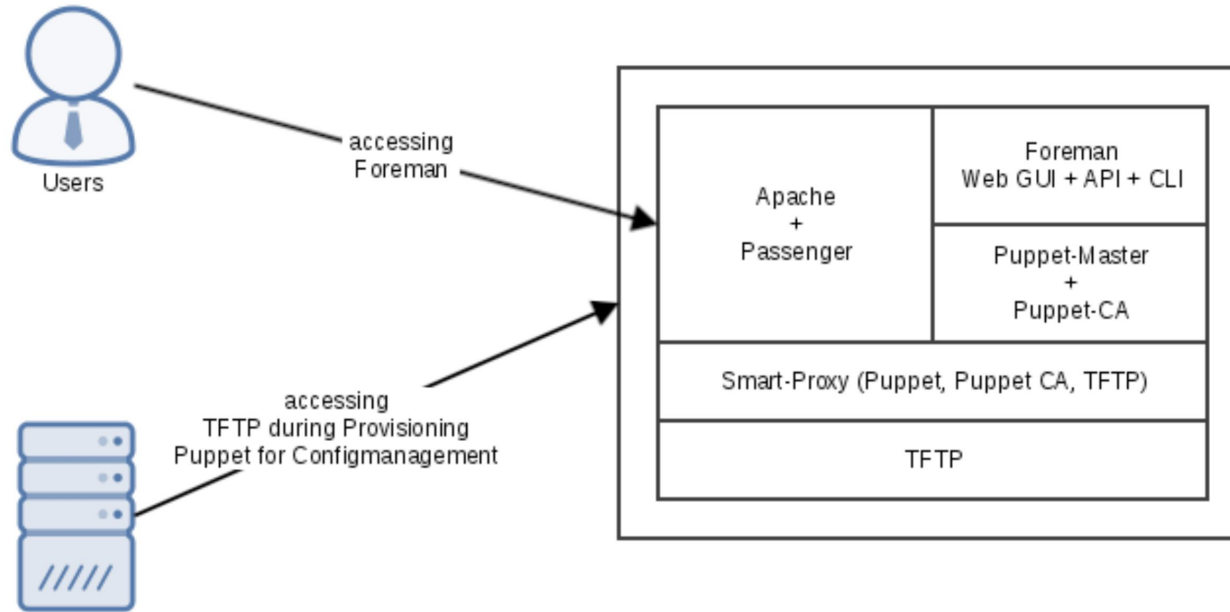 Users
accessing
Foreman
accessing
TFTP during Provisioning
Puppet for Configmanagement
Apache
+
Passenger
Foreman
Web GUI + API + CLI
Puppet-Master
+
Puppet-CA
Smart-Proxy (Puppet, Puppet CA, TFTP)
TFTP